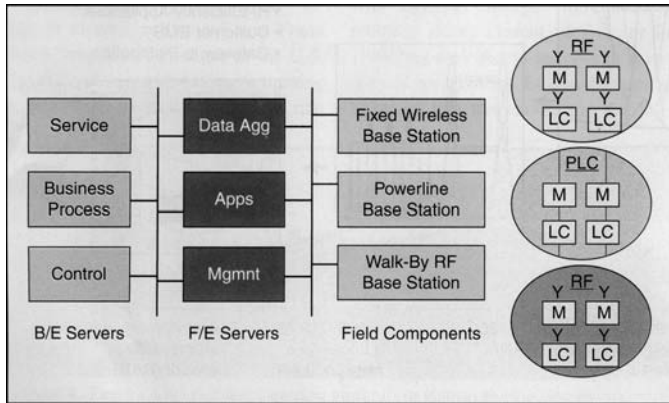 Service
Business
Process
Control
B/E Servers
Data Agg
Apps
Mgmnt
F/E Servers
Fixed Wireless
Base Station
Powerline
Base Station
Walk-By RF
Base Station
Field Components
RF
Y Y
M M
Y Y
LC LC
PLC
M M
LC LC
RF
Y Y
M M
Y Y
LC LC